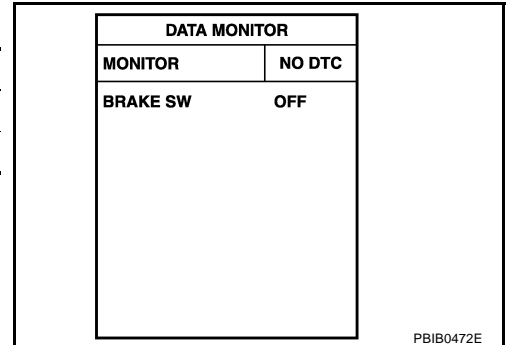 DATA MONITOR
MONITOR NO DTC
BRAKE SW OFF
PBIB0472E